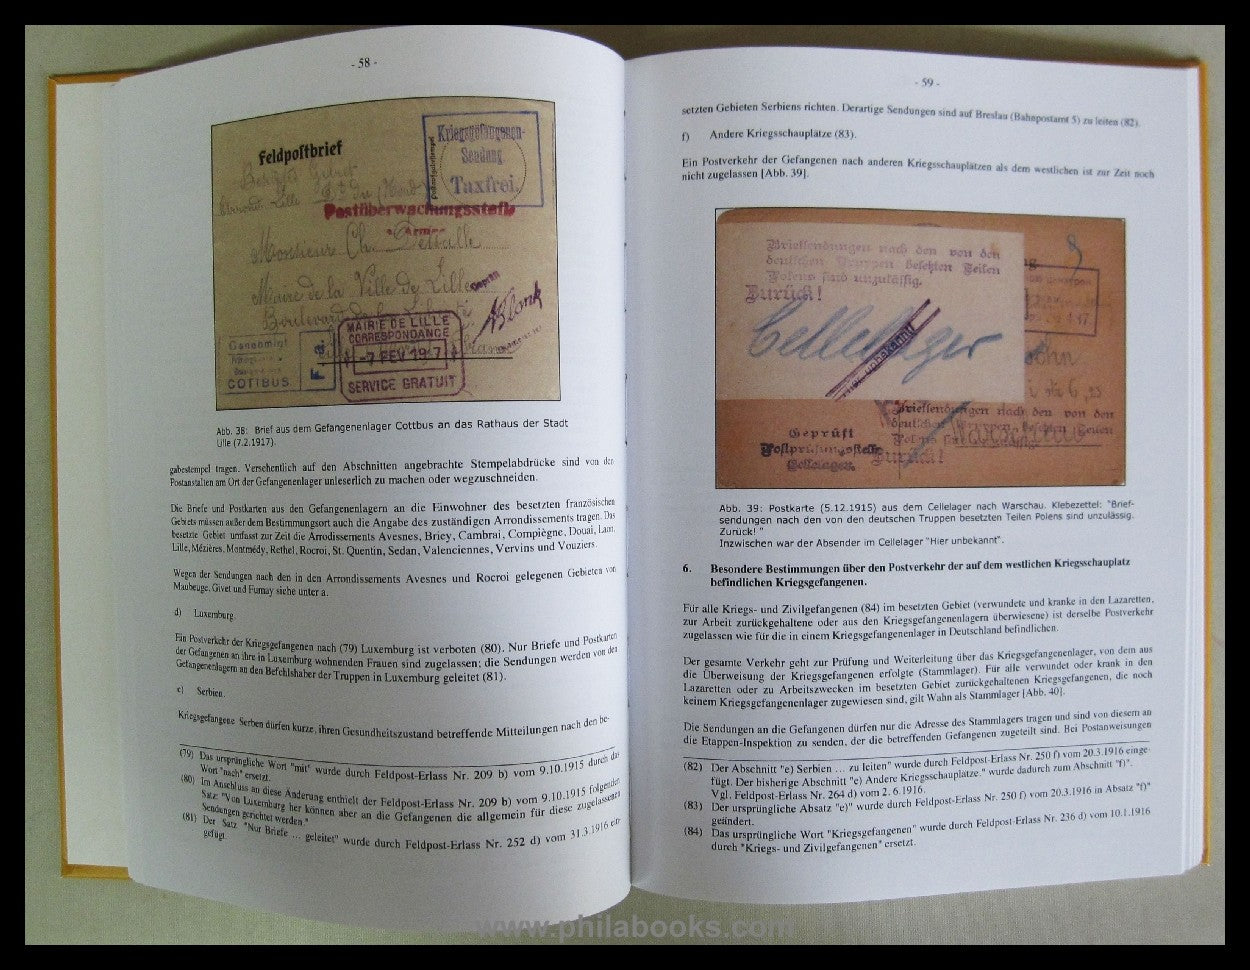 - 58 -
Feldpostbrief
Kriegsgefangenen-
Sendung.
Taxfrei.
Postüberwachungsstelle
Armee
Monsieur Ch. Delsalle
Maire de la Ville de Lille
Boulevard de la Liberté
Geprüft
MAIRIE DE LILLE
CORRESPONDANCE
-7 FEV 1917
SERVICE GRATUIT
Genehmigt
COTTBUS
F. a.
Abb. 38: Brief aus dem Gefangenenlager Cottbus an das Rathaus der Stadt
Lille (7.2.1917).
gabestempel tragen. Versehentlich auf den Abschnitten angebrachte Stempelabdrücke sind von den
Postanstalten am Ort der Gefangenenlager unleserlich zu machen oder wegzuschneiden.
Die Briefe und Postkarten aus den Gefangenenlagern an die Einwohner des besetzten französischen
Gebiets müssen außer dem Bestimmungsort auch die Angabe des zuständigen Arrondissements tragen. Das
besetzte Gebiet umfasst zur Zeit die Arrodissements Avesnes, Briey, Cambrai, Compiègne, Douai, Laon,
Lille, Mézières, Montmédy, Rethel, Rocroi, St. Quentin, Sedan, Valenciennes, Vervins und Vouziers.
Wegen der Sendungen nach den in den Arrondissements Avesnes und Rocroi gelegenen Gebieten von
Maubeuge, Givet und Fumay siehe unter a.
d) Luxemburg.
Ein Postverkehr der Kriegsgefangenen nach (79) Luxemburg ist verboten (80). Nur Briefe und Postkarten
der Gefangenen an ihre in Luxemburg wohnenden Frauen sind zugelassen; die Sendungen werden von den
Gefangenenlagern an den Befehlshaber der Truppen in Luxemburg geleitet (81).
e) Serbien.
Kriegsgefangene Serben dürfen kurze, ihren Gesundheitszustand betreffende Mitteilungen nach den be-
(79) Das ursprüngliche Wort "mit" wurde durch Feldpost-Erlass Nr. 209 b) vom 9.10.1915 durch das
Wort "nach" ersetzt.
(80) Im Anschluss an diese Änderung enthielt der Feldpost-Erlass Nr. 209 b) vom 9.10.1915 folgenden
Satz: "Von Luxemburg her können aber an die Gefangenen die allgemein für diese zugelassenen
Sendungen gerichtet werden."
(81) Der Satz "Nur Briefe ... geleitet" wurde durch Feldpost-Erlass Nr. 252 d) vom 31.3.1916 ein-
gefügt.
- 59 -
setzten Gebieten Serbiens richten. Derartige Sendungen sind auf Breslau (Bahnpostamt 5) zu leiten (82).
f) Andere Kriegsschauplätze (83).
Ein Postverkehr der Gefangenen nach anderen Kriegsschauplätzen als dem westlichen ist zur Zeit noch
nicht zugelassen [Abb. 39].
Briefsendungen nach den von den
deutschen Truppen besetzten Teilen
Polens sind unzulässig.
Zurück!
Cellelager
Hier unbekannt
Briefsendungen nach den von den
deutschen Truppen besetzten Teilen
Polens sind
Zurück!
Geprüft
Postprüfungsstelle
Cellelager
Abb. 39: Postkarte (5.12.1915) aus dem Cellelager nach Warschau. Klebezettel: "Brief-
sendungen nach den von den deutschen Truppen besetzten Teilen Polens sind unzulässig.
Zurück! "
Inzwischen war der Absender im Cellelager "Hier unbekannt".
6. Besondere Bestimmungen über den Postverkehr der auf dem westlichen Kriegsschauplatz
befindlichen Kriegsgefangenen.
Für alle Kriegs- und Zivilgefangenen (84) im besetzten Gebiet (verwundete und kranke in den Lazaretten,
zur Arbeit zurückgehaltene oder aus den Kriegsgefangenenlagern überwiesene) ist derselbe Postverkehr
zugelassen wie für die in einem Kriegsgefangenenlager in Deutschland befindlichen.
Der gesamte Verkehr geht zur Prüfung und Weiterleitung über das Kriegsgefangenenlager, von dem aus
die Überweisung der Kriegsgefangenen erfolgte (Stammlager). Für alle verwundet oder krank in den
Lazaretten oder zu Arbeitszwecken im besetzten Gebiet zurückgehaltenen Kriegsgefangenen, die noch
keinem Kriegsgefangenenlager zugewiesen sind, gilt Wahn als Stammlager [Abb. 40].
Die Sendungen an die Gefangenen dürfen nur die Adresse des Stammlagers tragen und sind von diesem an
die Etappen-Inspektion zu senden, der die betreffenden Gefangenen zugeteilt sind. Bei Postanweisungen
(82) Der Abschnitt "e) Serbien ... zu leiten" wurde durch Feldpost-Erlass Nr. 250 f) vom 20.3.1916 einge-
fügt. Der bisherige Abschnitt "e) Andere Kriegsschauplätze." wurde dadurch zum Abschnitt "f)".
Vgl. Feldpost-Erlass Nr. 264 d) vom 2. 6.1916.
(83) Der ursprüngliche Absatz "e)" wurde durch Feldpost-Erlass Nr. 250 f) vom 20.3.1916 in Absatz "f)"
geändert.
(84) Das ursprüngliche Wort "Kriegsgefangenen" wurde durch Feldpost-Erlass Nr. 236 d) vom 10.1.1916
durch "Kriegs- und Zivilgefangenen" ersetzt.
www.philabooks.com